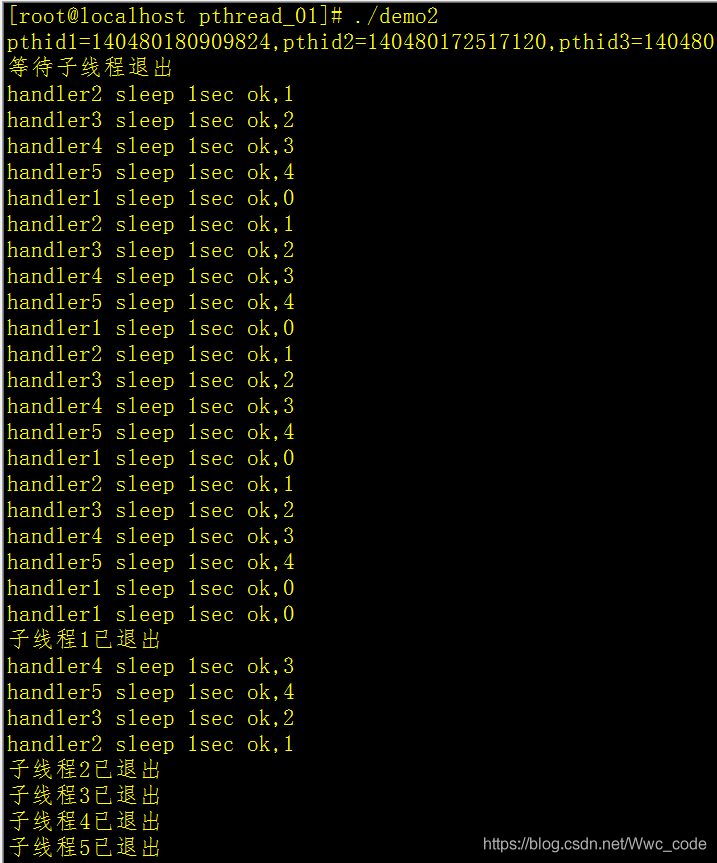 [root@localhost pthread_01]# ./demo2
pthid1=140480180909824,pthid2=140480172517120,pthid3=140480
等待子线程退出
handler2 sleep 1sec ok,1
handler3 sleep 1sec ok,2
handler4 sleep 1sec ok,3
handler5 sleep 1sec ok,4
handler1 sleep 1sec ok,0
handler2 sleep 1sec ok,1
handler3 sleep 1sec ok,2
handler4 sleep 1sec ok,3
handler5 sleep 1sec ok,4
handler1 sleep 1sec ok,0
handler2 sleep 1sec ok,1
handler3 sleep 1sec ok,2
handler4 sleep 1sec ok,3
handler5 sleep 1sec ok,4
handler1 sleep 1sec ok,0
handler2 sleep 1sec ok,1
handler3 sleep 1sec ok,2
handler4 sleep 1sec ok,3
handler5 sleep 1sec ok,4
handler1 sleep 1sec ok,0
handler1 sleep 1sec ok,0
子线程1已退出
handler4 sleep 1sec ok,3
handler5 sleep 1sec ok,4
handler3 sleep 1sec ok,2
handler2 sleep 1sec ok,1
子线程2已退出
子线程3已退出
子线程4已退出
子线程5已退出
https://blog.csdn.net/Wwc_code